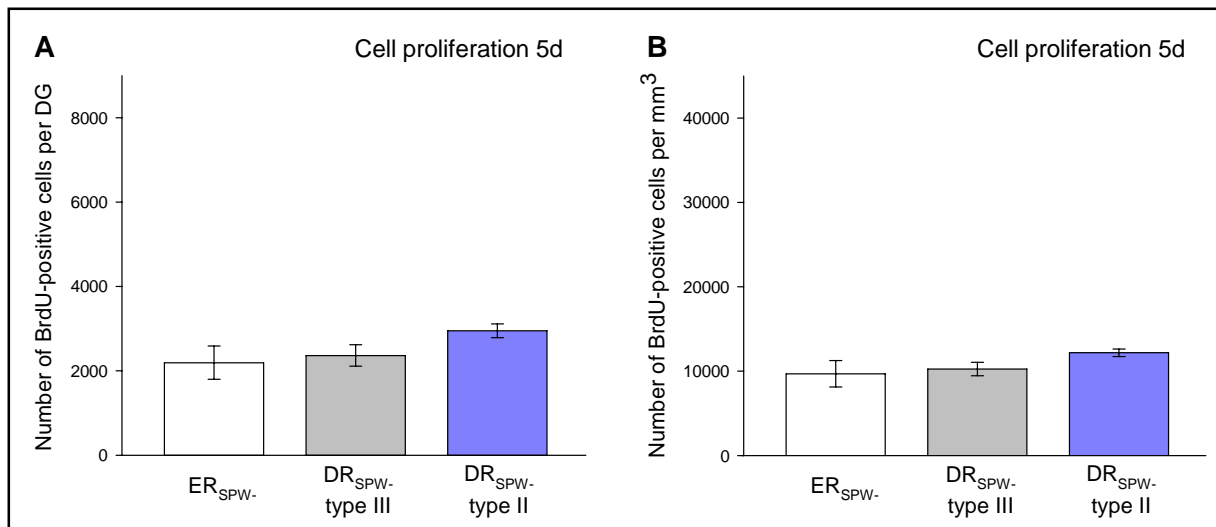 A
Cell proliferation 5d
Number of BrdU-positive cells per DG
8000
6000
4000
2000
0
ERSPW-
DRSPW-
type III
DRSPW-
type II
B
Cell proliferation 5d
Number of BrdU-positive cells per mm3
40000
30000
20000
10000
0
ERSPW-
DRSPW-
type III
DRSPW-
type II